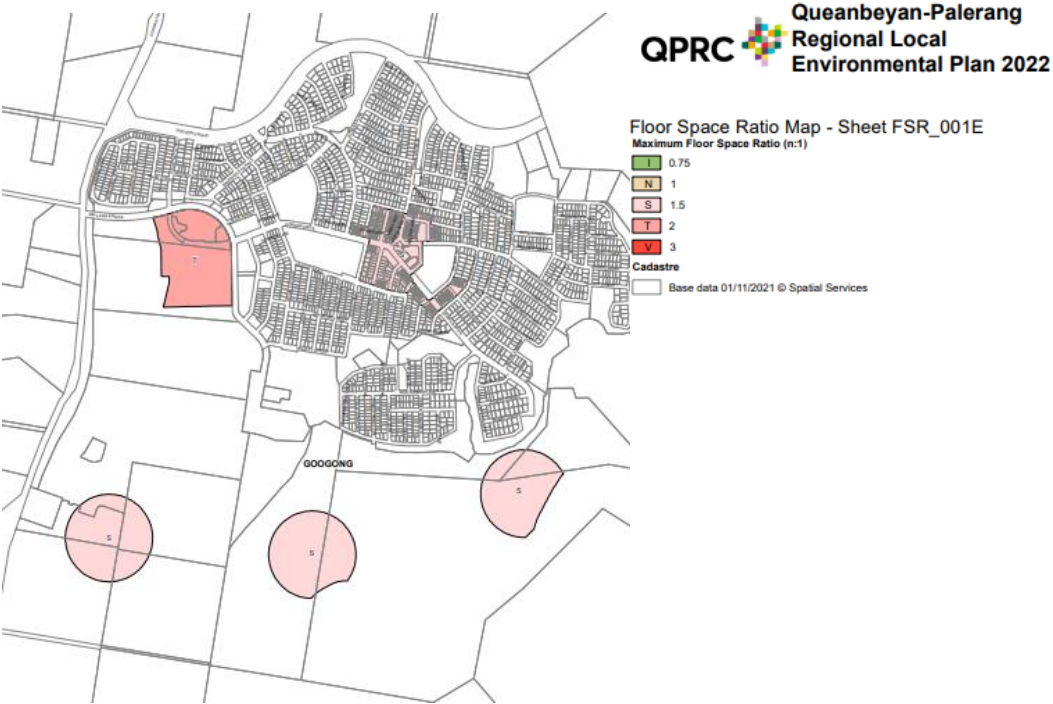 QPRC
Queanbeyan-Palerang
Regional Local
Environmental Plan 2022
Floor Space Ratio Map - Sheet FSR_001E
Maximum Floor Space Ratio (n:1)
I 0.75
N 1
S 1.5
T 2
V 3
Cadastre
Base data 01/11/2021 © Spatial Services
T
GOOGONG
S
S
S